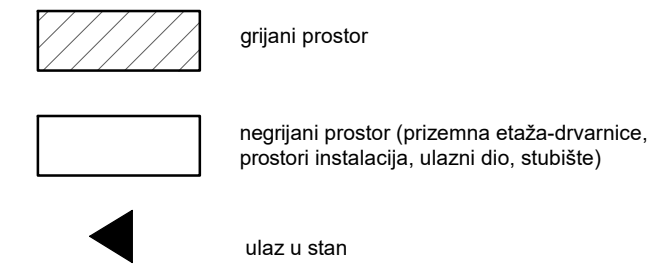 grijani prostor
negrijani prostor (prizemna etaža-drvarnice,
prostori instalacija, ulazni dio, stubište)
ulaz u stan